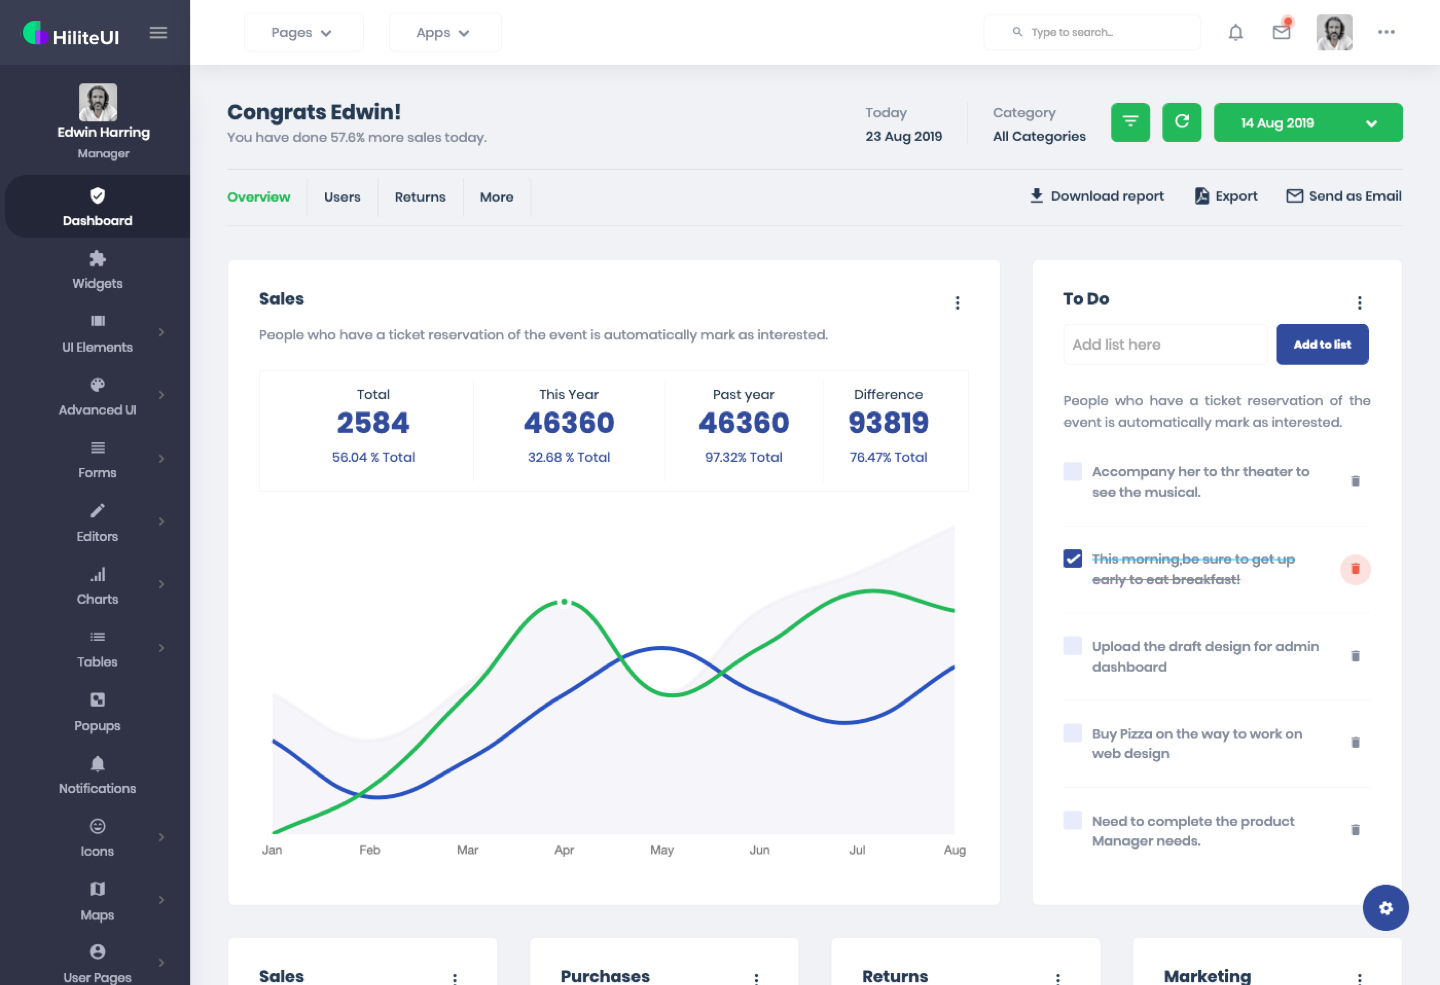 HiliteUI
Pages
Apps
Type to search...
Edwin Harring
Manager
Dashboard
Widgets
UI Elements
Advanced UI
Forms
Editors
Charts
Tables
Popups
Notifications
Icons
Maps
User Pages
Congrats Edwin!
You have done 57.6% more sales today.
Today
23 Aug 2019
Category
All Categories
14 Aug 2019
Overview
Users
Returns
More
Download report
Export
Send as Email
Sales
People who have a ticket reservation of the event is automatically mark as interested.
Total
2584
56.04 % Total
This Year
46360
32.68 % Total
Past year
46360
97.32% Total
Difference
93819
76.47% Total
Jan Feb Mar Apr May Jun Jul Aug
To Do
Add list here
Add to list
People who have a ticket reservation of the
event is automatically mark as interested.
Accompany her to thr theater to
see the musical.
This morning,be sure to get up
early to eat breakfast!
Upload the draft design for admin
dashboard
Buy Pizza on the way to work on
web design
Need to complete the product
Manager needs.
Sales
Purchases
Returns
Marketing